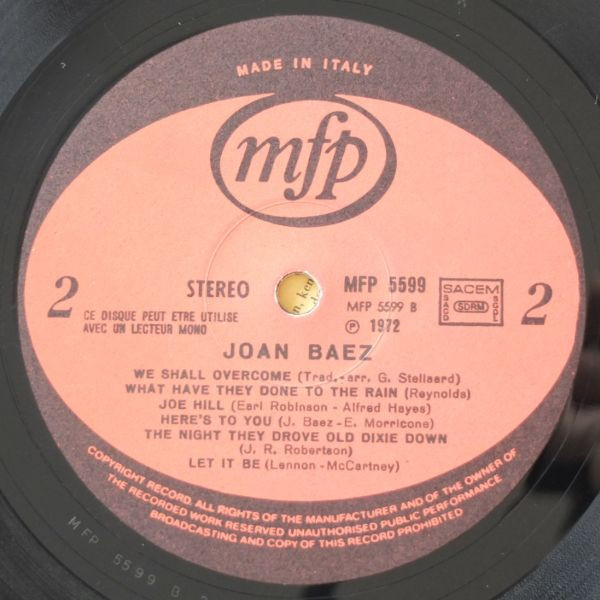 MADE IN ITALY
mfp
2
STEREO
MFP 5599
SACEM
SACD
SDRM
SGDL
2
CE DISQUE PEUT ETRE UTILISE
AVEC UN LECTEUR MONO
MFP 5599 B
Ⓟ 1972
JOAN BAEZ
WE SHALL OVERCOME (Trad.-arr. G. Stellaard)
WHAT HAVE THEY DONE TO THE RAIN (Reynolds)
JOE HILL (Earl Robinson - Alfred Hayes)
HERE'S TO YOU (J. Baez - E. Morricone)
THE NIGHT THEY DROVE OLD DIXIE DOWN
(J. R. Robertson)
LET IT BE (Lennon - McCartney)
COPYRIGHT RECORD. ALL RIGHTS OF THE MANUFACTURER AND OF THE OWNER OF
THE RECORDED WORK RESERVED UNAUTHORISED PUBLIC PERFORMANCE
BROADCASTING AND COPY OF THIS RECORD PROHIBITED
MFP 5599 B